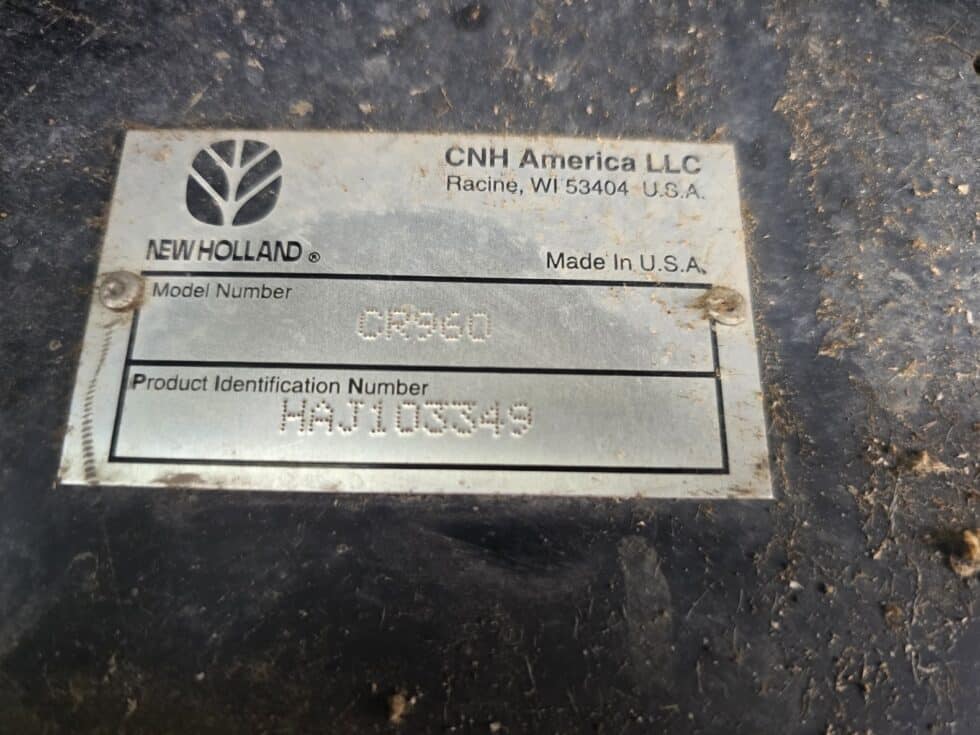 CNH America LLC
Racine, WI 53404 U.S.A.
NEW HOLLAND ®
Made In U.S.A.
Model Number
CR960
Product Identification Number
HAJ103349